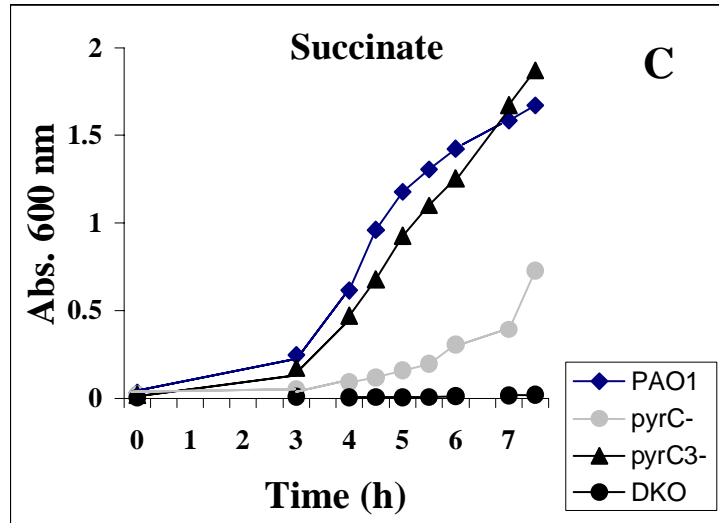 Succinate
C
2
1.5
1
0.5
0
Abs. 600 nm
0 1 2 3 4 5 6 7
Time (h)
PAO1
pyrC-
pyrC3-
DKO